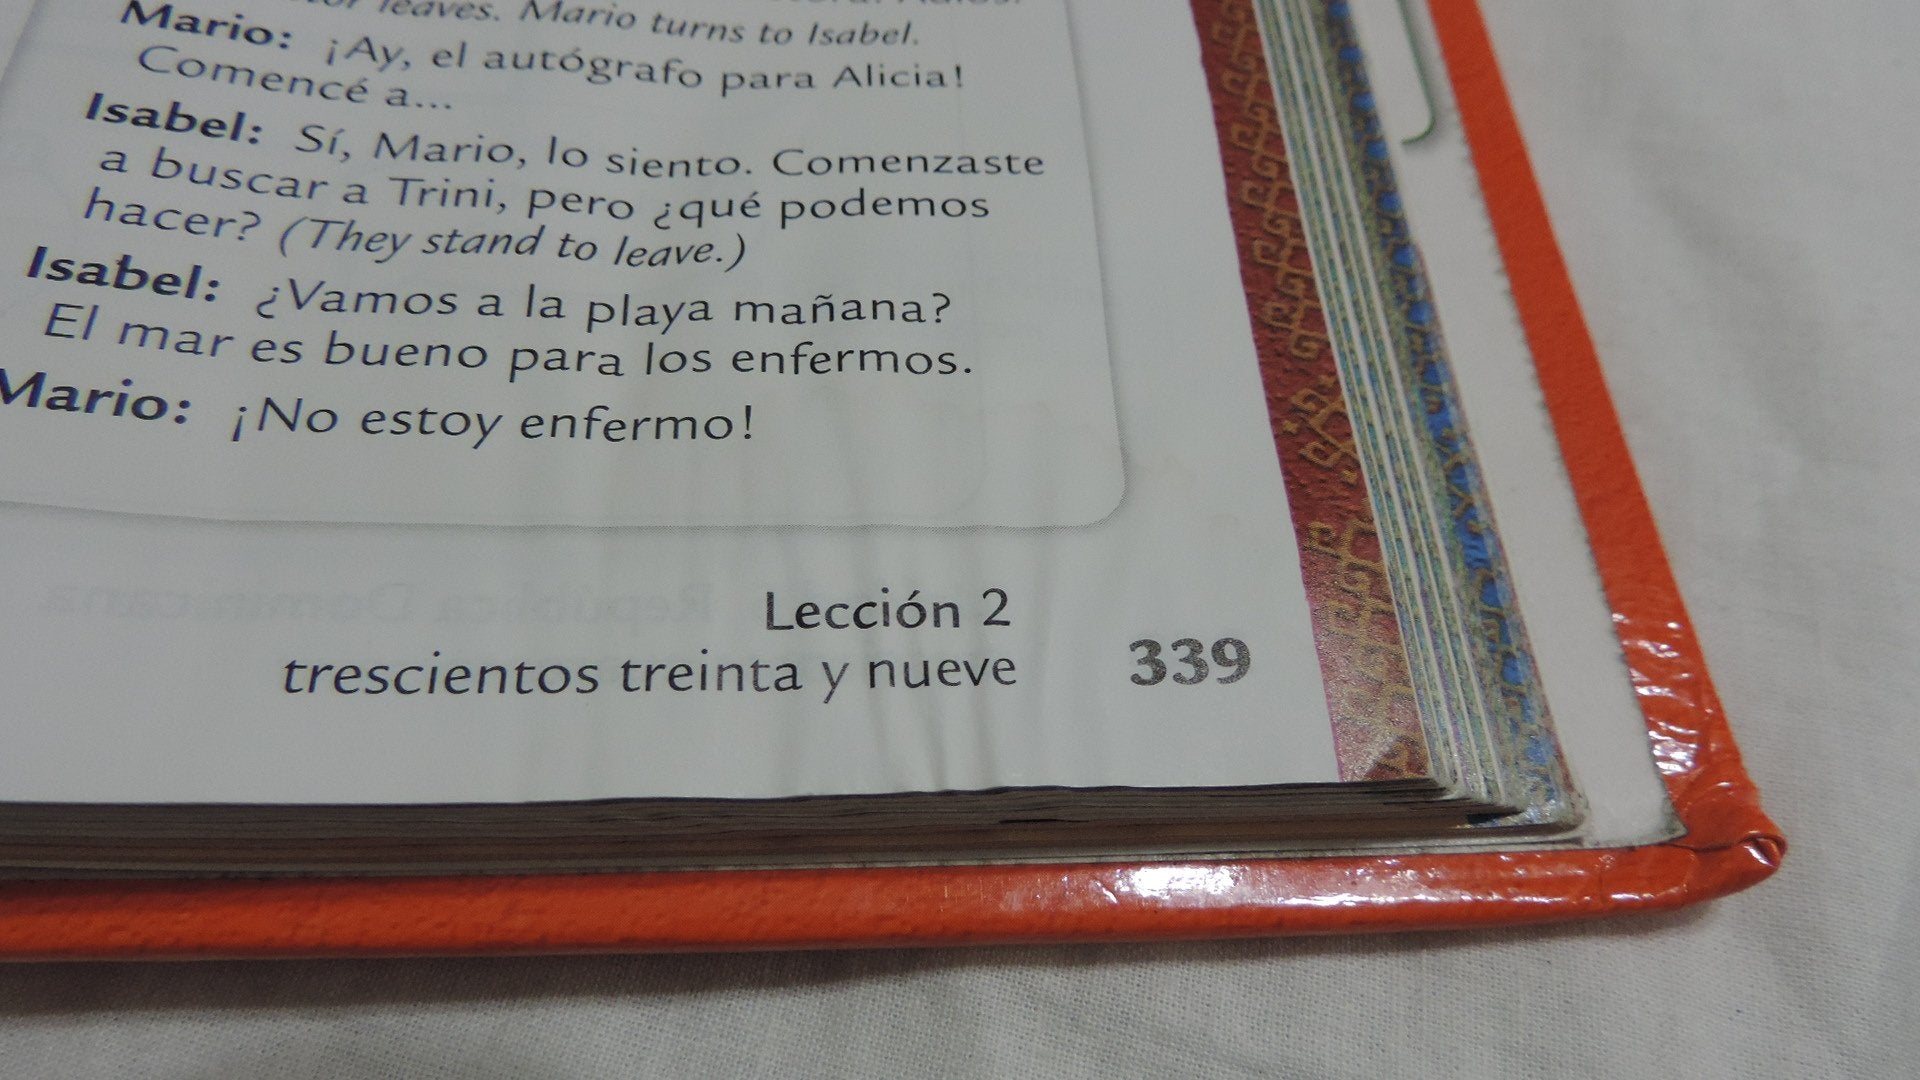 leaves. Mario turns to Isabel.
Mario: ¡Ay, el autógrafo para Alicia!
Comencé a...
Isabel: Sí, Mario, lo siento. Comenzaste
a buscar a Trini, pero ¿qué podemos
hacer? (They stand to leave.)
Isabel: ¿Vamos a la playa mañana?
El mar es bueno para los enfermos.
Mario: ¡No estoy enfermo!
Lección 2
trescientos treinta y nueve
339